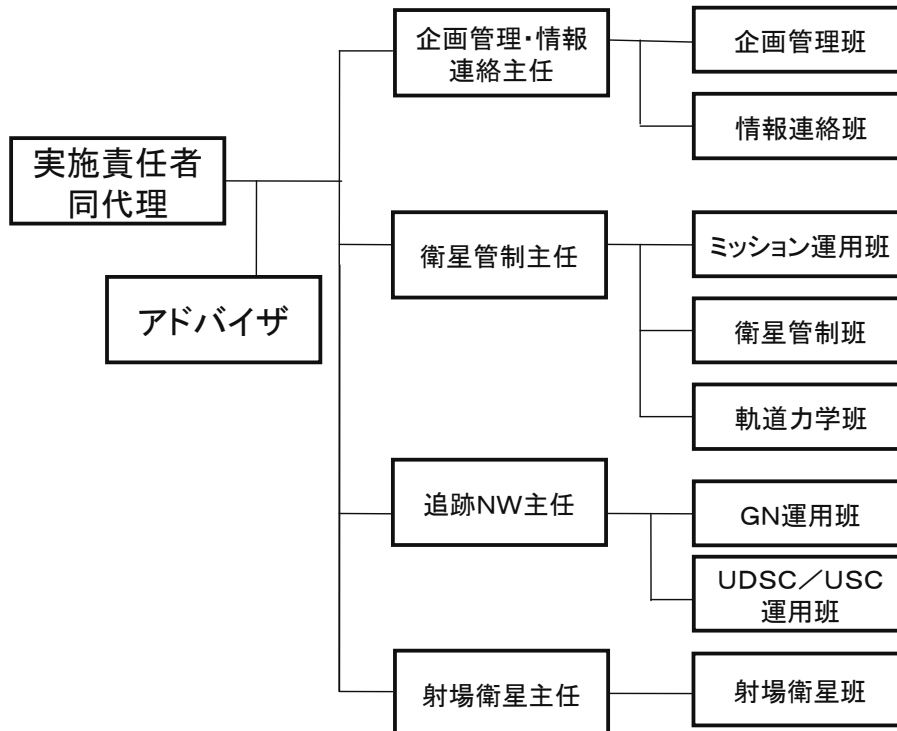 企画管理・情報
連絡主任
企画管理班
情報連絡班
実施責任者
同代理
アドバイザ
衛星管制主任
ミッション運用班
衛星管制班
軌道力学班
追跡NW主任
GN運用班
UDSC／USC
運用班
射場衛星主任
射場衛星班